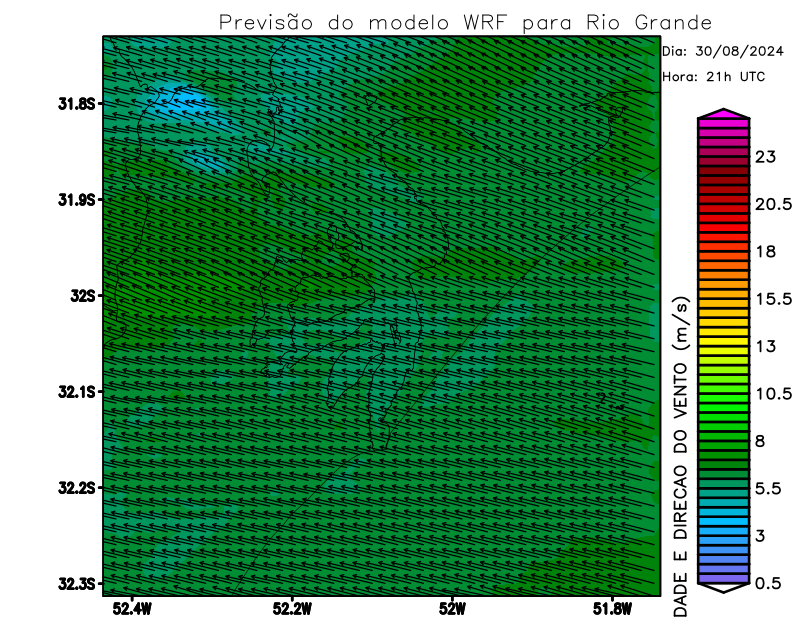 Previsão do modelo WRF para Rio Grande
Dia: 30/08/2024
Hora: 21h UTC
31.8S
31.9S
32S
32.1S
32.2S
32.3S
52.4W
52.2W
52W
51.8W
23
20.5
18
15.5
13
10.5
8
5.5
3
0.5
DADE E DIRECAO DO VENTO (m/s)